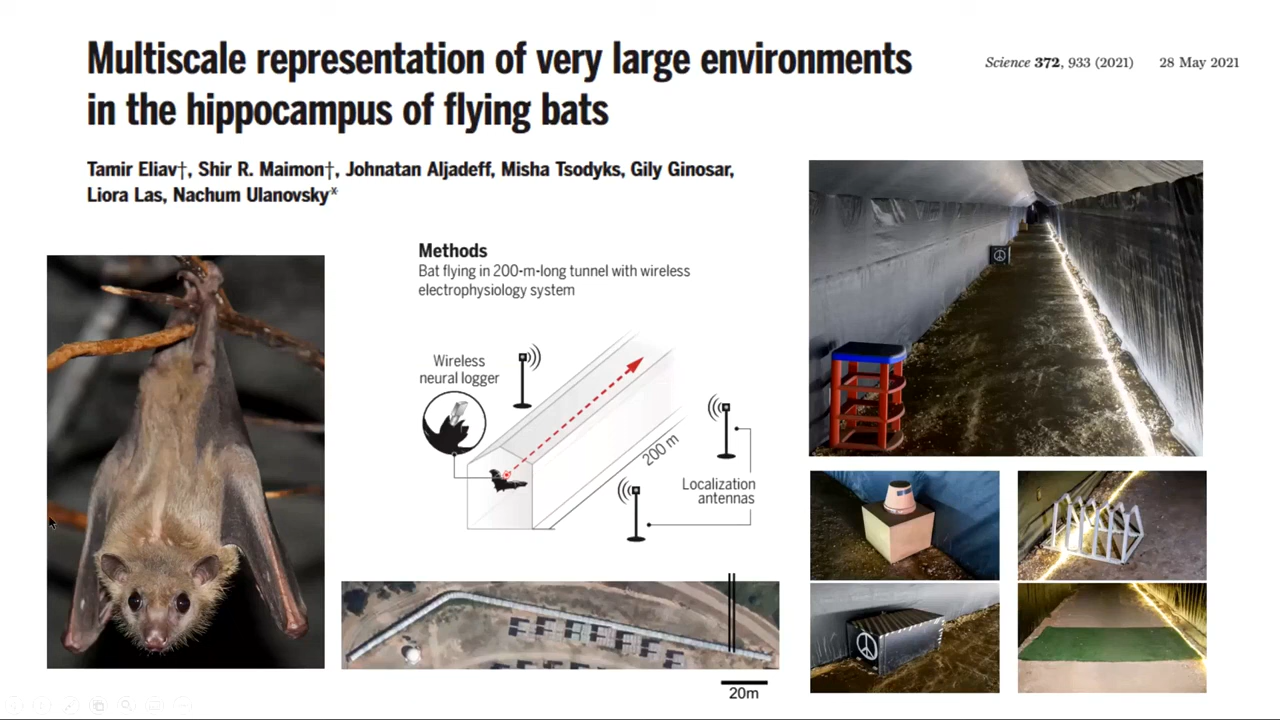 Multiscale representation of very large environments
in the hippocampus of flying bats
Science 372, 933 (2021) 28 May 2021
Tamir Eliav†, Shir R. Maimon†, Johnatan Aljadeff, Misha Tsodyks, Gily Ginosar,
Liora Las, Nachum Ulanovsky*
Methods
Bat flying in 200-m-long tunnel with wireless
electrophysiology system
Wireless
neural logger
200 m
Localization
antennas
20m